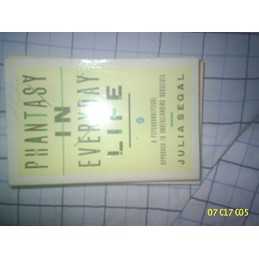 PHANTASY
IN
EVERYDAY
LIFE
A PSYCHOANALYTICAL
APPROACH TO UNDERSTANDING OURSELVES
JULIA SEGAL
07 C17 C05